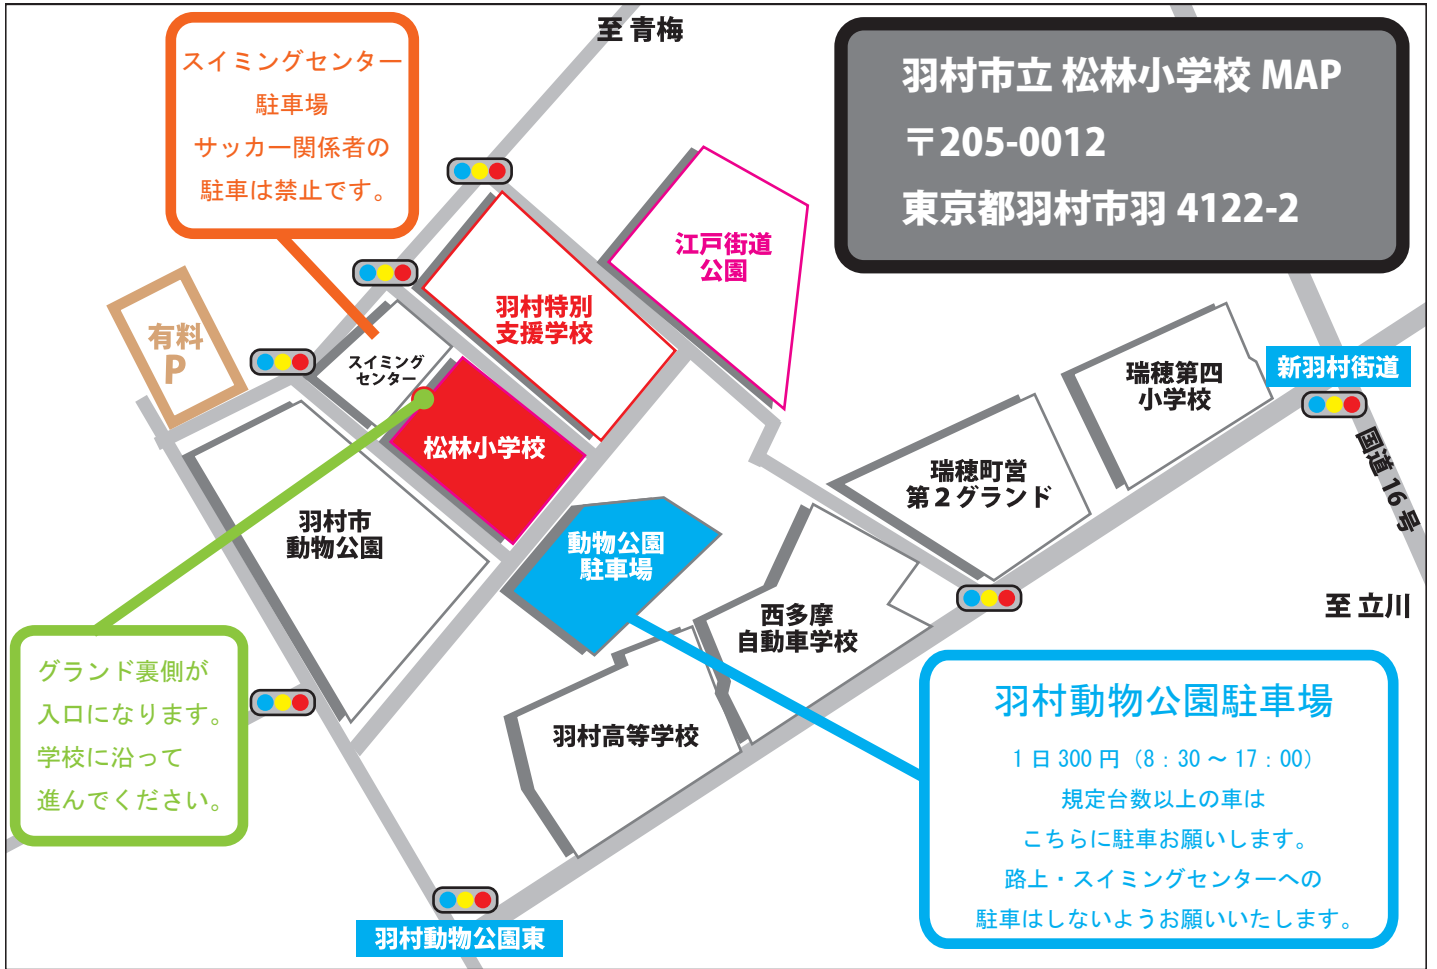 至 青梅
スイミングセンター
駐車場
サッカー関係者の
駐車は禁止です。
羽村市立 松林小学校 MAP
〒205-0012
東京都羽村市羽 4122-2
江戸街道
公園
羽村特別
支援学校
有料
P
スイミング
センター
松林小学校
瑞穂第四
小学校
新羽村街道
国道 16 号
瑞穂町営
第２グランド
羽村市
動物公園
動物公園
駐車場
西多摩
自動車学校
至 立川
グランド裏側が
入口になります。
学校に沿って
進んでください。
羽村高等学校
羽村動物公園駐車場
1 日 300 円（8：30 ～ 17：00）
規定台数以上の車は
こちらに駐車お願いします。
路上・スイミングセンターへの
駐車はしないようお願いいたします。
羽村動物公園東